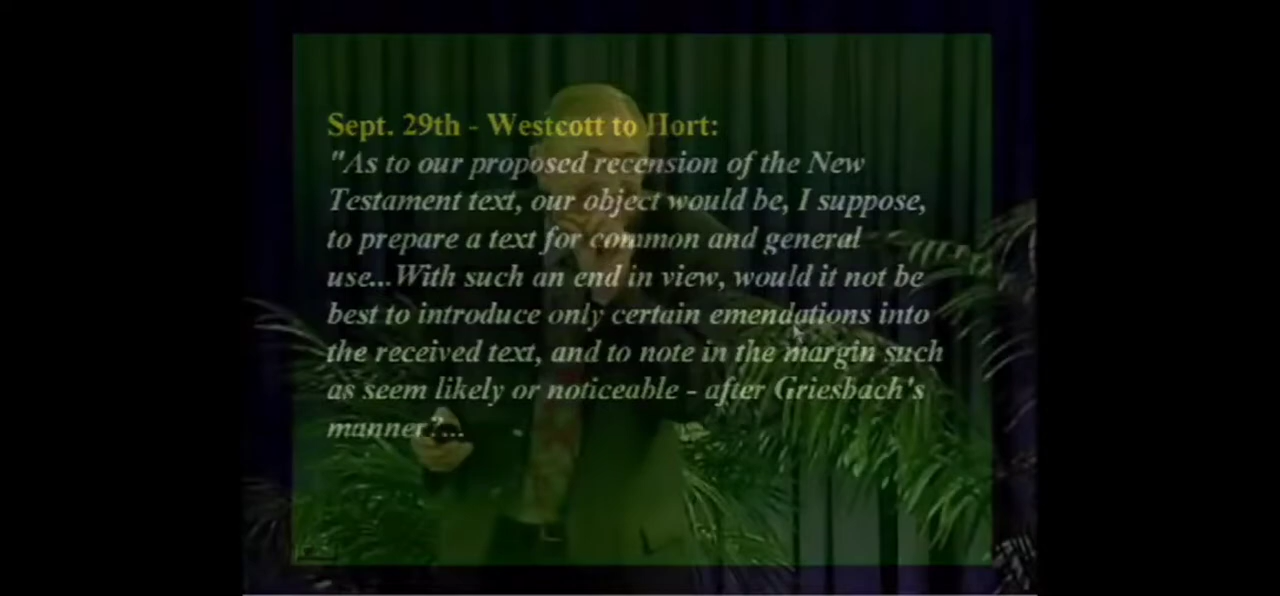 Sept. 29th - Westcott to Hort:
"As to our proposed recension of the New
Testament text, our object would be, I suppose,
to prepare a text for common and general
use...With such an end in view, would it not be
best to introduce only certain emendations into
the received text, and to note in the margin such
as seem likely or noticeable - after Griesbach's
manner?...